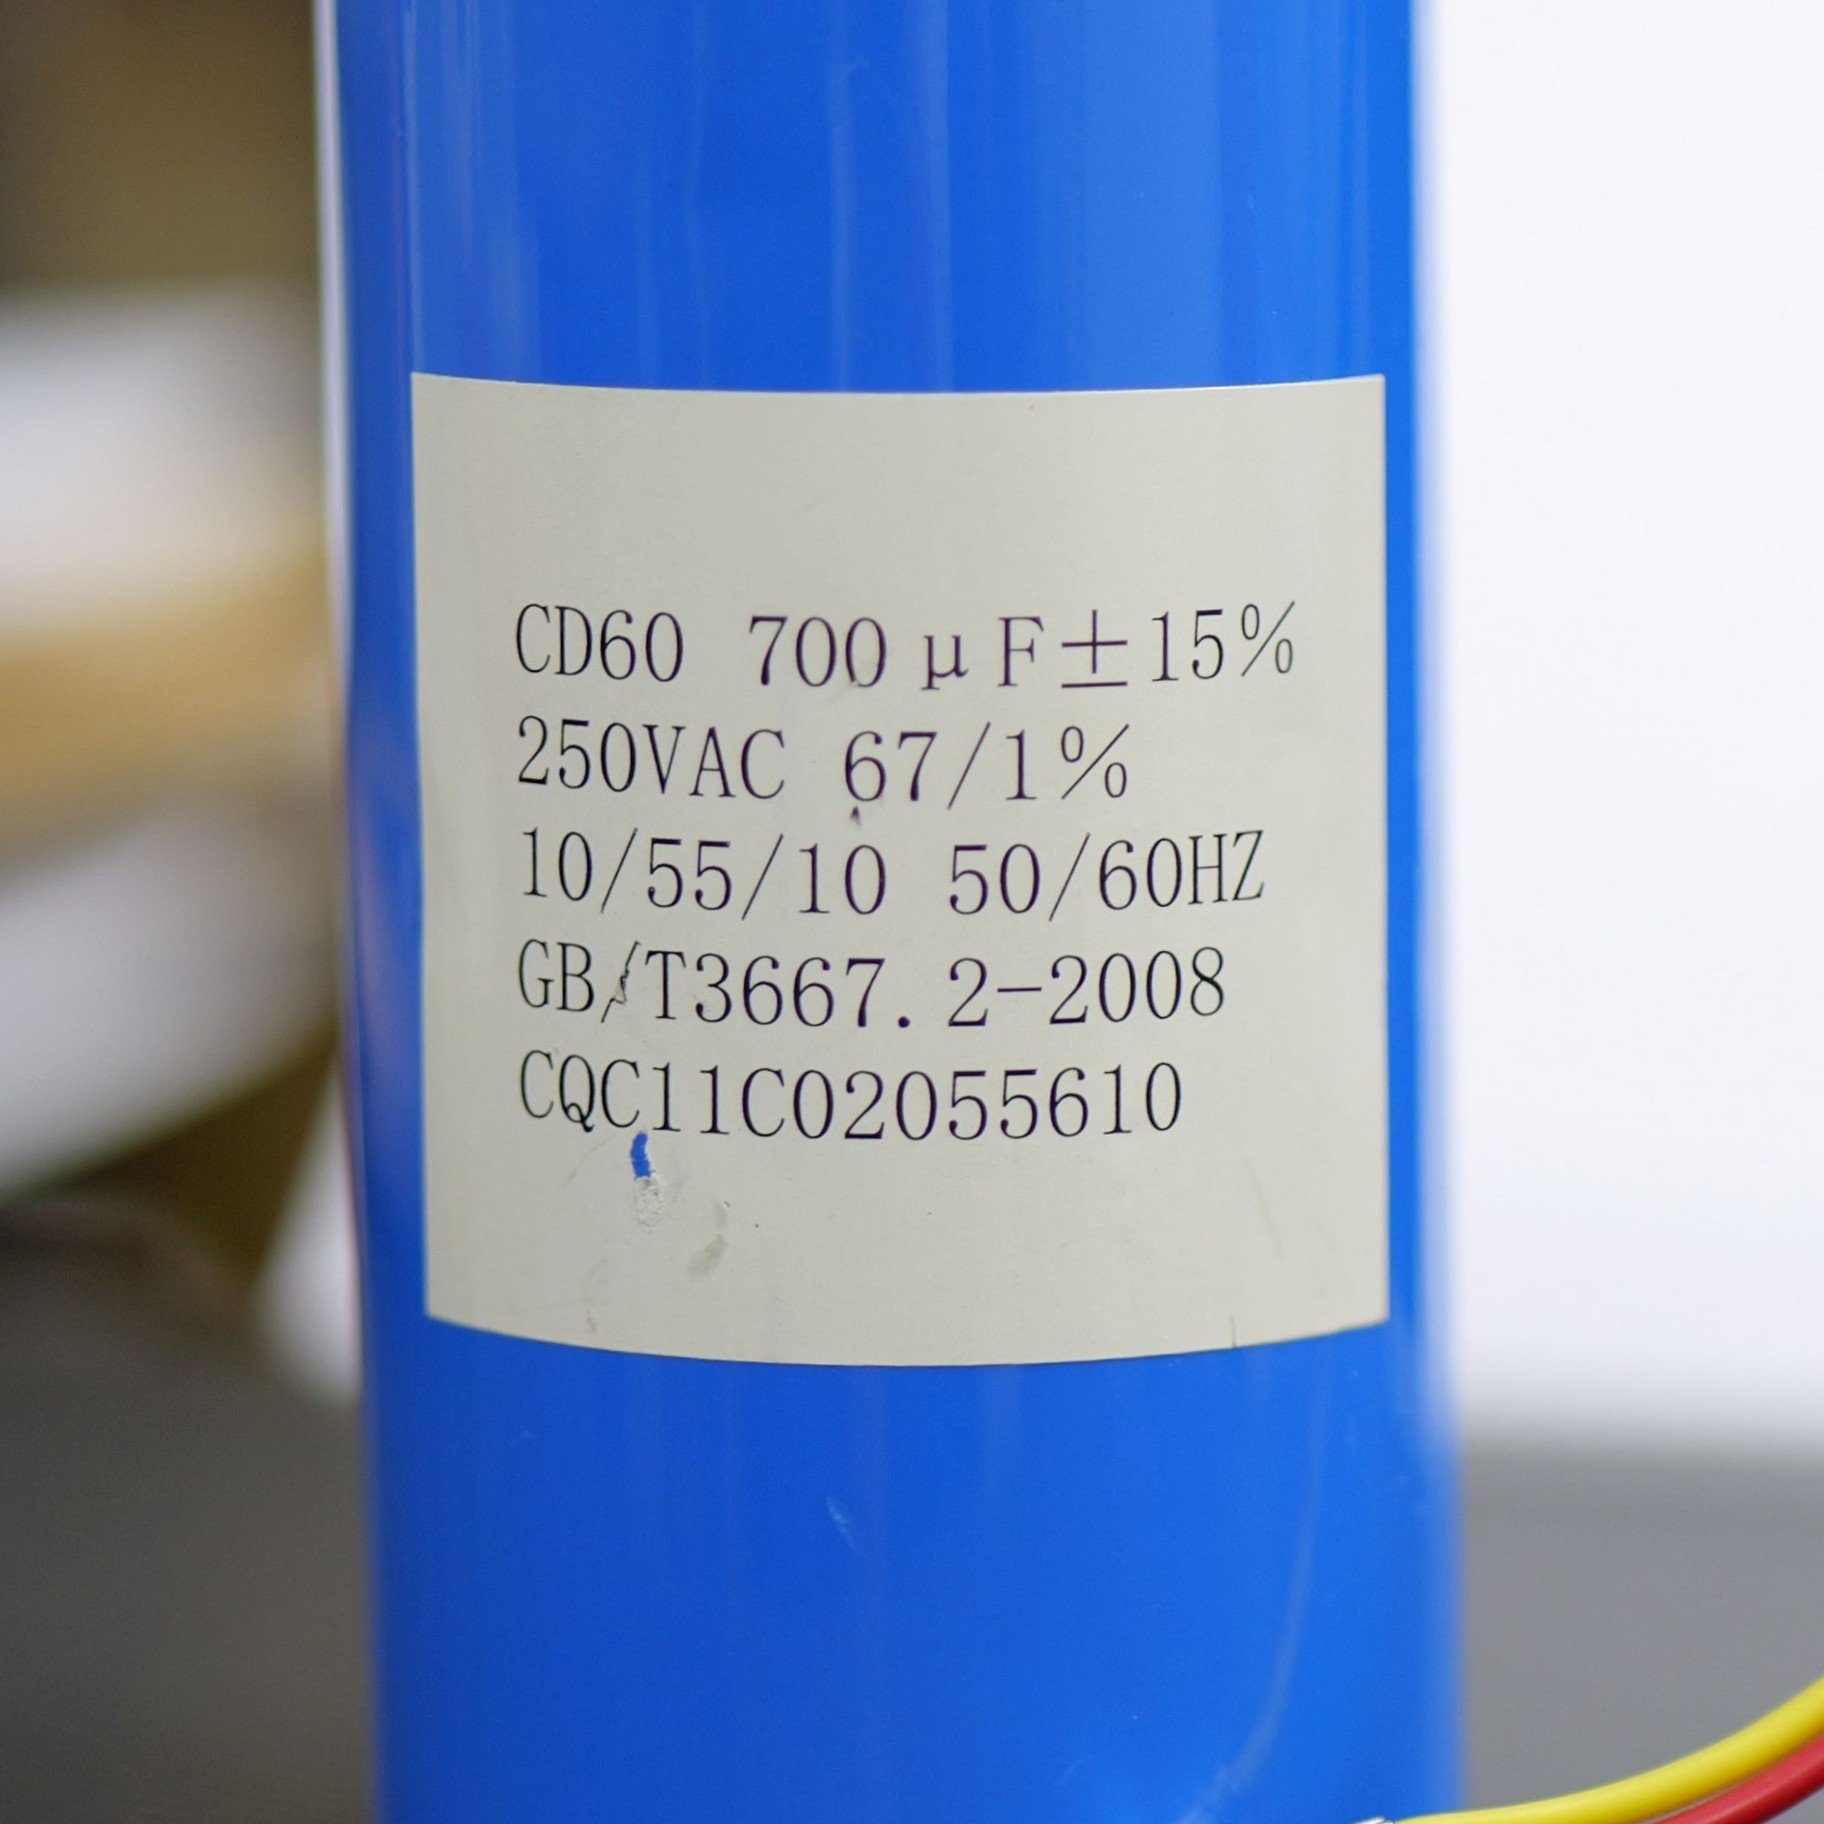 CD60 700μF±15%
250VAC 67/1%
10/55/10 50/60HZ
GB/T3667.2-2008
CQC11C02055610